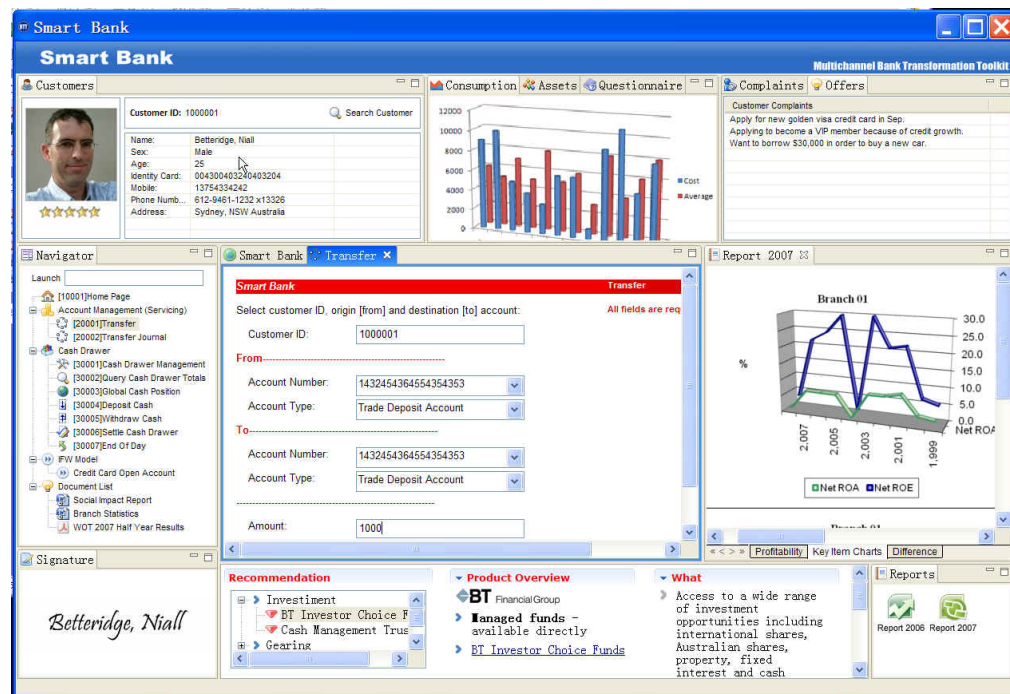 Smart Bank
Smart Bank
Multichannel Bank Transformation Toolkit
Customers
Customer ID: 1000001
Search Customer
Name: Betteridge, Niall
Sex: Male
Age: 25
Identity Card: 004300403240403204
Mobile: 13754334242
Phone Numb... 612-9461-1232 x13326
Address: Sydney, NSW Australia
Consumption Assets Questionnaire
12000
10000
8000
6000
4000
2000
0
Cost
Average
Complaints Offers
Customer Complaints
Apply for new golden visa credit card in Sep.
Applying to become a VIP member because of credit growth.
Want to borrow $30,000 in order to buy a new car.
Navigator
Launch
[10001]Home Page
Account Management (Servicing)
[20001]Transfer
[20002]Transfer Journal
Cash Drawer
[30001]Cash Drawer Management
[30002]Query Cash Drawer Totals
[30003]Global Cash Position
[30004]Deposit Cash
[30005]Withdraw Cash
[30006]Settle Cash Drawer
[30007]End Of Day
IFW Model
Credit Card Open Account
Document List
Social Impact Report
Branch Statistics
WOT 2007 Half Year Results
Smart Bank Transfer
Smart Bank Transfer
Select customer ID, origin [from] and destination [to] account: All fields are req
Customer ID: 1000001
From
Account Number: 1432454364554354353
Account Type: Trade Deposit Account
To
Account Number: 1432454364554354353
Account Type: Trade Deposit Account
Amount: 1000
Report 2007
Branch 01
%
30.0
25.0
20.0
15.0
10.0
5.0
0.0
Net ROA
2,007 2,005 2,003 2,001 1,999
Net ROA Net ROE
Branch 01
« < > » Profitability Key Item Charts Difference
Signature
Betteridge, Niall
Recommendation
Investiment
BT Investor Choice F
Cash Management Trus
Gearing
Product Overview
BT Financial Group
Managed funds -
available directly
BT Investor Choice Funds
What
Access to a wide range
of investment
opportunities including
international shares,
Australian shares,
property, fixed
interest and cash
Reports
Report 2006 Report 2007